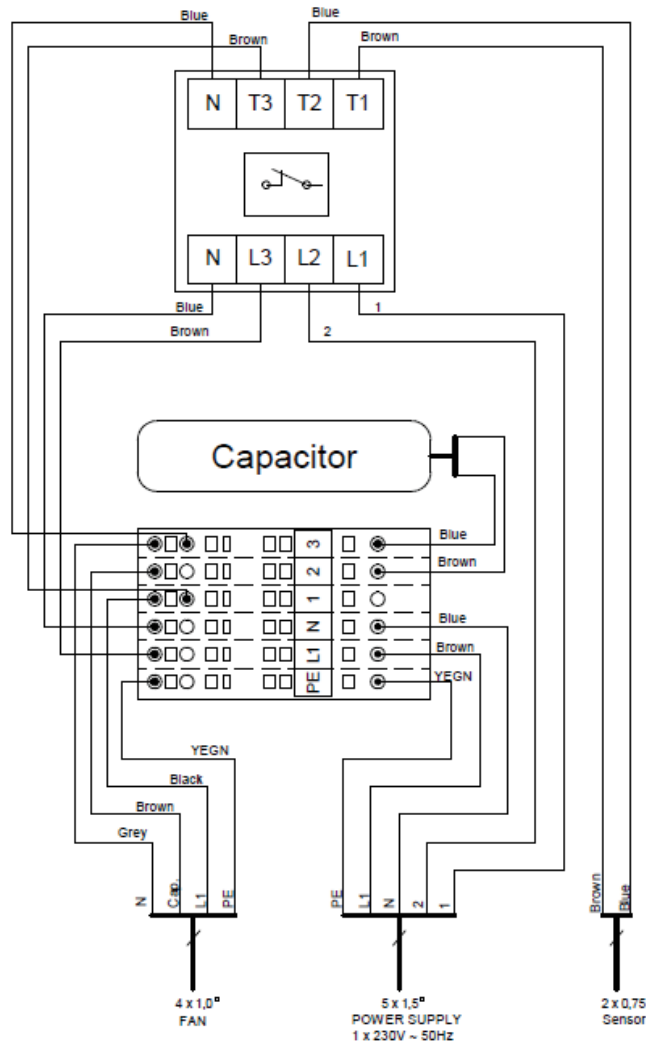 Blue
Blue
Brown
Brown
N T3 T2 T1
N L3 L2 L1
Blue
1
Brown
2
Capacitor
3
Blue
2
Brown
1
N
Blue
L1
Brown
PE
YEGN
YEGN
Black
Brown
Grey
N Cap. L1 PE
PE L1 N 2 1
Brown Blue
4 x 1,0▫
FAN
5 x 1,5▫
POWER SUPPLY
1 x 230V ~ 50Hz
2 x 0,75
Sensor